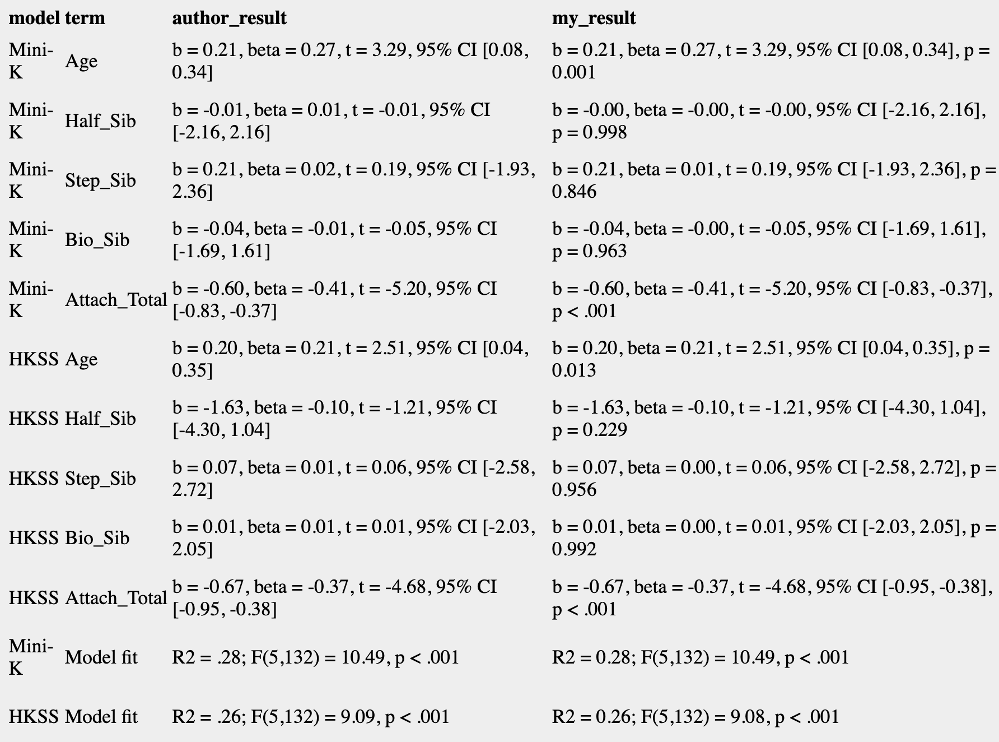 model term author_result my_result
Mini- b = 0.21, beta = 0.27, t = 3.29, 95% CI [0.08, b = 0.21, beta = 0.27, t = 3.29, 95% CI [0.08, 0.34], p =
K Age 0.34] 0.001
Mini- b = -0.01, beta = 0.01, t = -0.01, 95% CI b = -0.00, beta = -0.00, t = -0.00, 95% CI [-2.16, 2.16],
K Half_Sib [-2.16, 2.16] p = 0.998
Mini- b = 0.21, beta = 0.02, t = 0.19, 95% CI [-1.93, b = 0.21, beta = 0.01, t = 0.19, 95% CI [-1.93, 2.36], p =
K Step_Sib 2.36] 0.846
Mini- b = -0.04, beta = -0.01, t = -0.05, 95% CI b = -0.04, beta = -0.00, t = -0.05, 95% CI [-1.69, 1.61],
K Bio_Sib [-1.69, 1.61] p = 0.963
Mini- b = -0.60, beta = -0.41, t = -5.20, 95% CI b = -0.60, beta = -0.41, t = -5.20, 95% CI [-0.83, -0.37],
K Attach_Total [-0.83, -0.37] p < .001
HKSS Age b = 0.20, beta = 0.21, t = 2.51, 95% CI [0.04, b = 0.20, beta = 0.21, t = 2.51, 95% CI [0.04, 0.35], p =
0.35] 0.013
HKSS Half_Sib b = -1.63, beta = -0.10, t = -1.21, 95% CI b = -1.63, beta = -0.10, t = -1.21, 95% CI [-4.30, 1.04],
[-4.30, 1.04] p = 0.229
HKSS Step_Sib b = 0.07, beta = 0.01, t = 0.06, 95% CI [-2.58, b = 0.07, beta = 0.00, t = 0.06, 95% CI [-2.58, 2.72], p =
2.72] 0.956
HKSS Bio_Sib b = 0.01, beta = 0.01, t = 0.01, 95% CI [-2.03, b = 0.01, beta = 0.00, t = 0.01, 95% CI [-2.03, 2.05], p =
2.05] 0.992
HKSS Attach_Total b = -0.67, beta = -0.37, t = -4.68, 95% CI b = -0.67, beta = -0.37, t = -4.68, 95% CI [-0.95, -0.38],
[-0.95, -0.38] p < .001
Mini-
K Model fit R2 = .28; F(5,132) = 10.49, p < .001 R2 = 0.28; F(5,132) = 10.49, p < .001
HKSS Model fit R2 = .26; F(5,132) = 9.09, p < .001 R2 = 0.26; F(5,132) = 9.08, p < .001